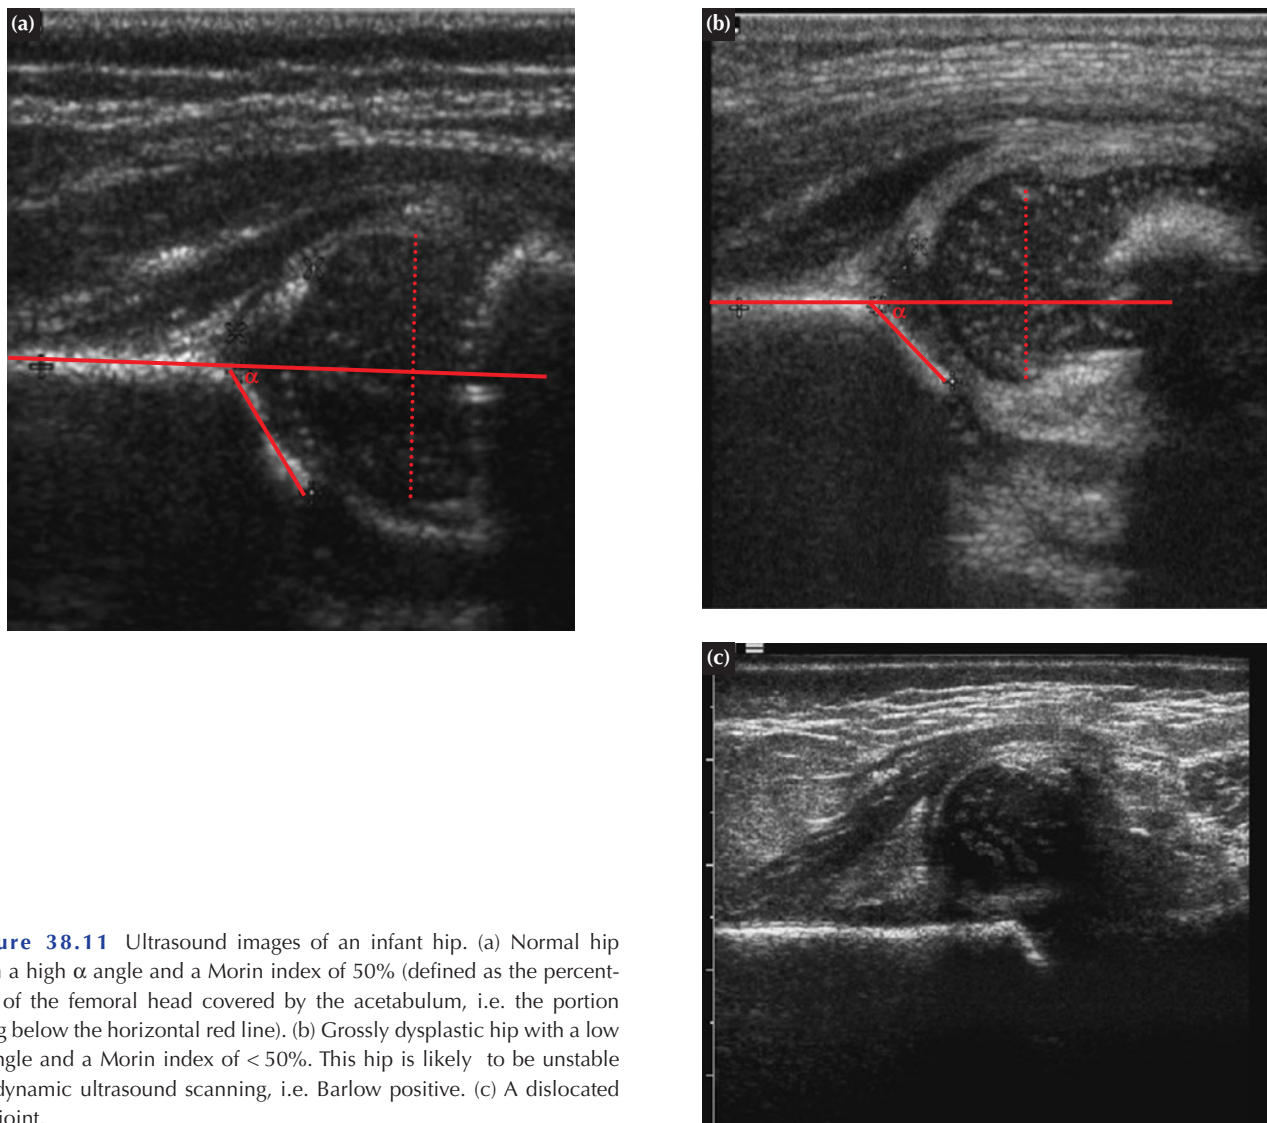 (a)
(b)
α
α
(c)
ure 38.11 Ultrasound images of an infant hip. (a) Normal hip
a high α angle and a Morin index of 50% (defined as the percent-
of the femoral head covered by the acetabulum, i.e. the portion
g below the horizontal red line). (b) Grossly dysplastic hip with a low
ngle and a Morin index of < 50%. This hip is likely to be unstable
dynamic ultrasound scanning, i.e. Barlow positive. (c) A dislocated
joint.